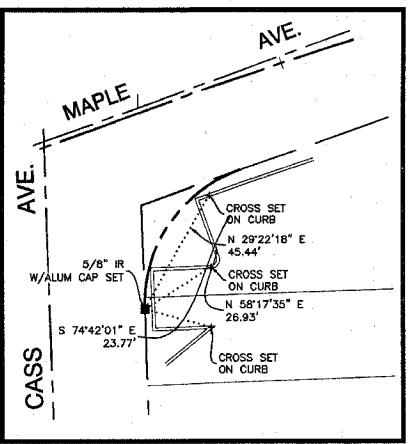 AVE.
MAPLE
AVE.
CROSS SET
ON CURB
N 29°22'18" E
45.44'
5/8" IR
W/ALUM CAP SET
CROSS SET
ON CURB
N 58°17'35" E
26.93'
S 74°42'01" E
23.77'
CROSS SET
ON CURB
CASS